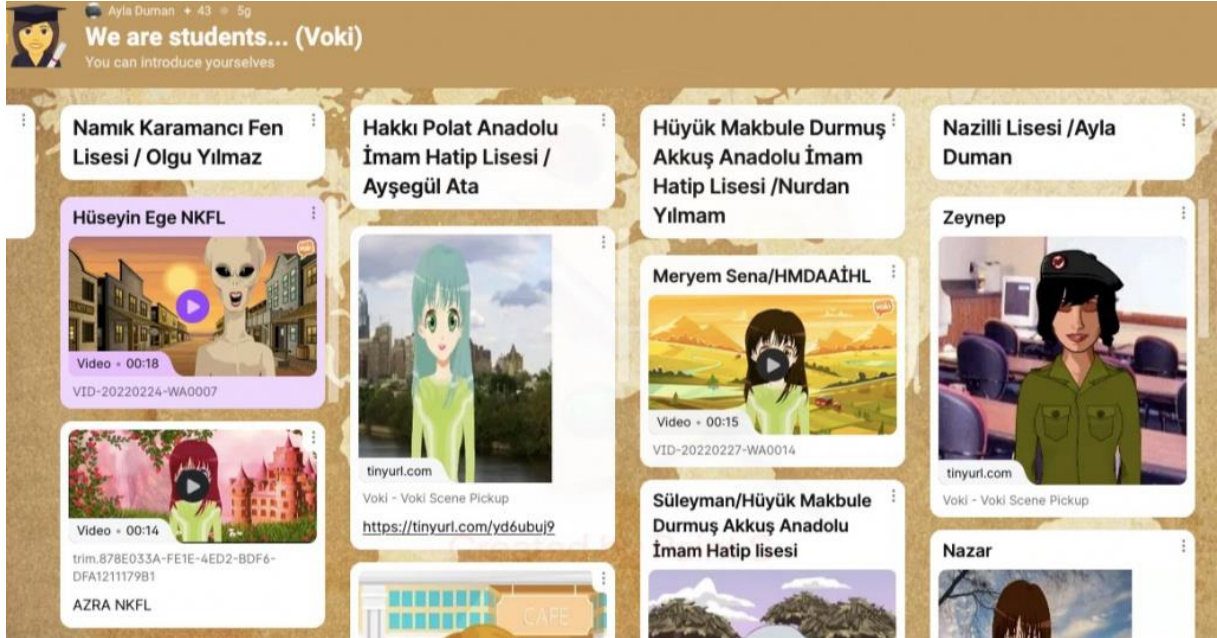 Ayla Duman + 43 5g
We are students... (Voki)
You can introduce yourselves
Namık Karamancı Fen
Lisesi / Olgu Yılmaz
Hüseyin Ege NKFL
Video • 00:18
VID-20220224-WA0007
Video • 00:14
trim.878E033A-FE1E-4ED2-BDF6-
DFA1211179B1
AZRA NKFL
Hakkı Polat Anadolu
İmam Hatip Lisesi /
Ayşegül Ata
tinyurl.com
Voki - Voki Scene Pickup
https://tinyurl.com/yd6ubuj9
CAFE
Hüyük Makbule Durmuş
Akkuş Anadolu İmam
Hatip Lisesi /Nurdan
Yılmam
Meryem Sena/HMDAAİHL
voki
Video • 00:15
VID-20220227-WA0014
Süleyman/Hüyük Makbule
Durmuş Akkuş Anadolu
İmam Hatip lisesi
Nazilli Lisesi /Ayla
Duman
Zeynep
tinyurl.com
Voki - Voki Scene Pickup
Nazar